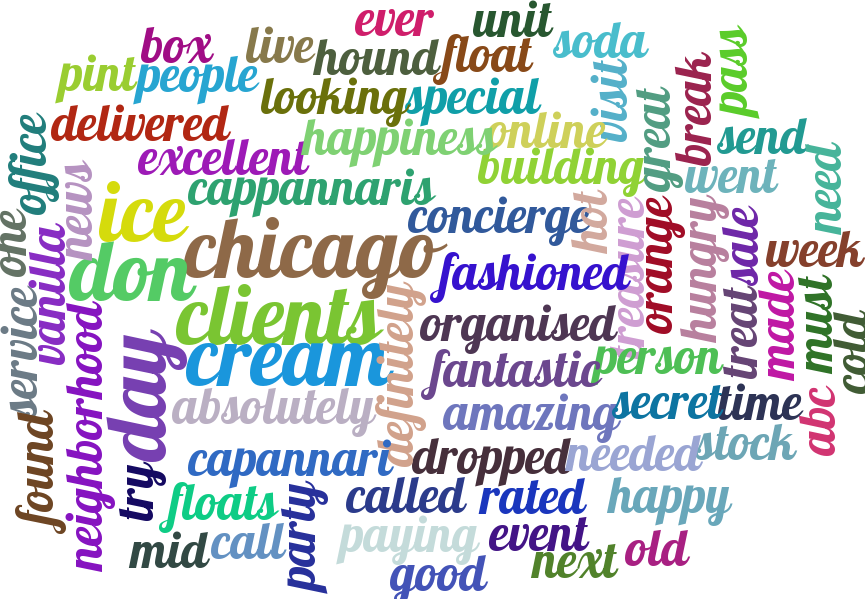 ever
unit
box
live
hound
float
soda
pint
people
looking
special
visit
break
pass
delivered
happiness
online
great
send
office
excellent
building
went
need
news
cappannaris
ice
concierge
hot
treasure
orange
hungry
sale
week
one
vanilla
don
chicago
fashioned
service
clients
organised
treat
made
must
cold
neighborhood
day
cream
definitely
fantastic
person
absolutely
amazing
secret
time
abc
found
try
capannari
dropped
needed
stock
floats
party
called
rated
happy
mid
call
paying
event
next
old
good